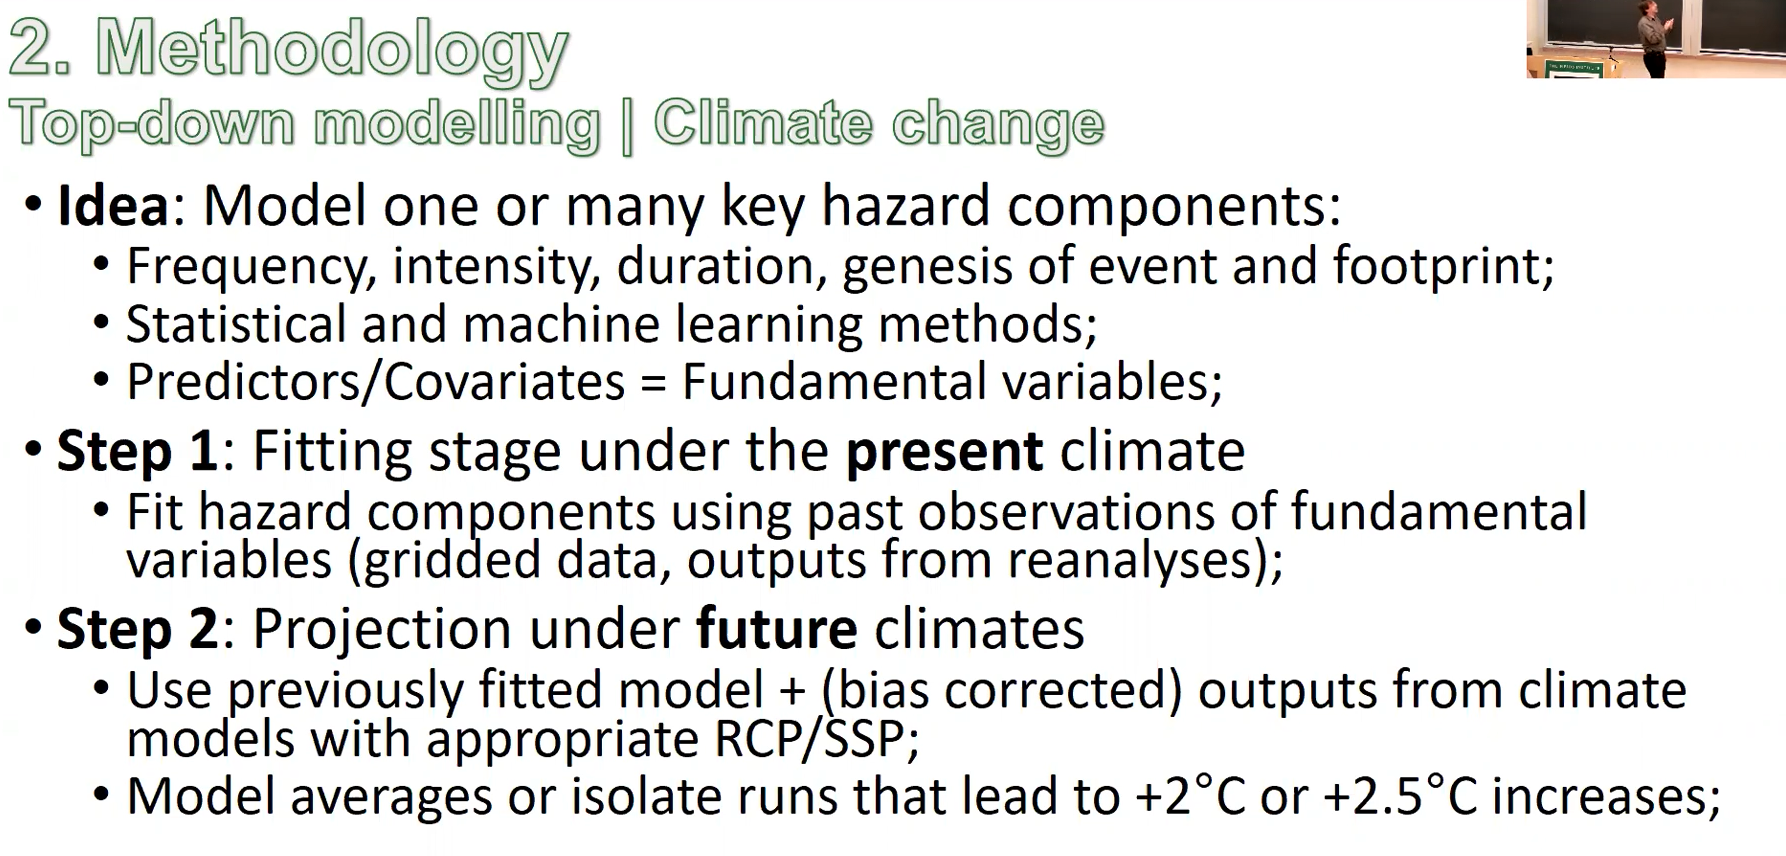 2. Methodology
Top-down modelling | Climate change
• Idea: Model one or many key hazard components:
• Frequency, intensity, duration, genesis of event and footprint;
• Statistical and machine learning methods;
• Predictors/Covariates = Fundamental variables;
• Step 1: Fitting stage under the present climate
• Fit hazard components using past observations of fundamental
variables (gridded data, outputs from reanalyses);
• Step 2: Projection under future climates
• Use previously fitted model + (bias corrected) outputs from climate
models with appropriate RCP/SSP;
• Model averages or isolate runs that lead to +2°C or +2.5°C increases;